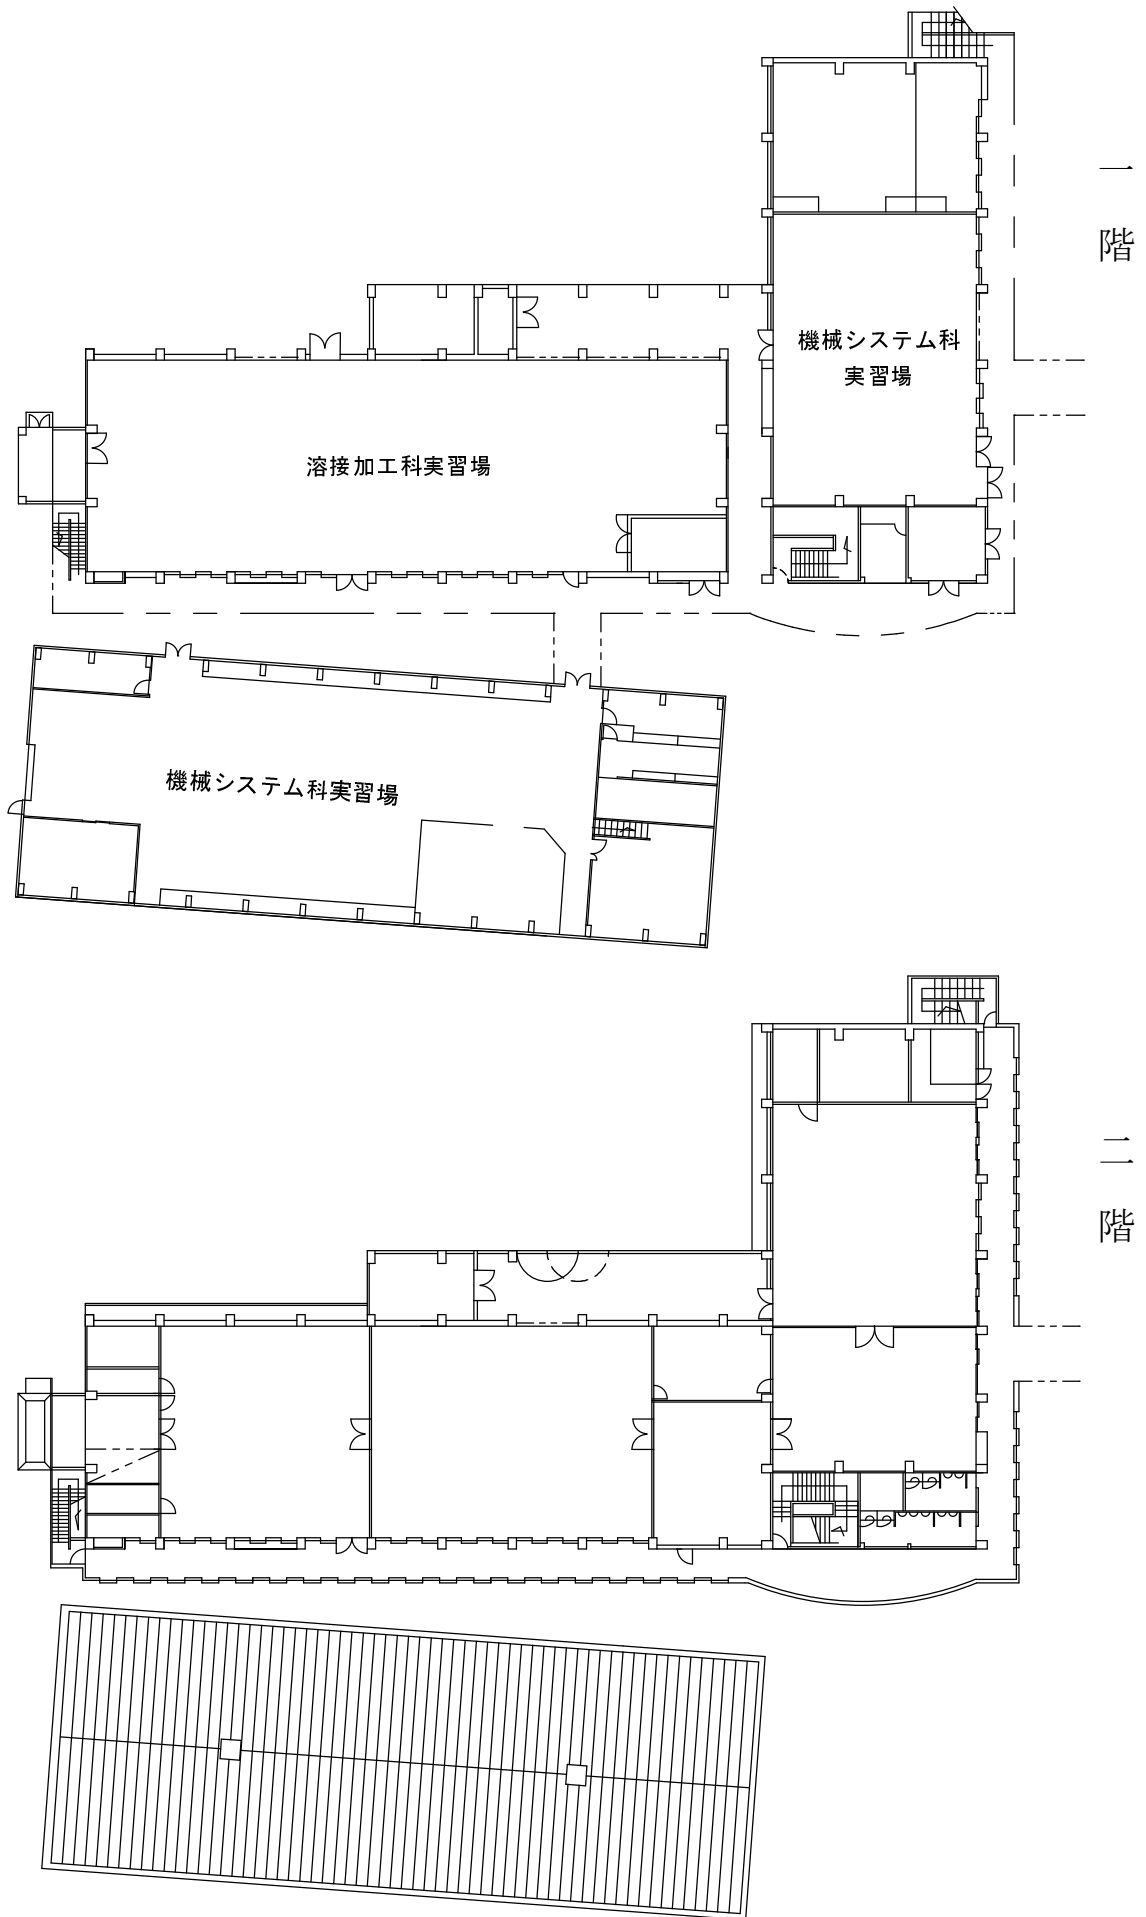 一階
機械システム科
実習場
溶接加工科実習場
機械システム科実習場
二階